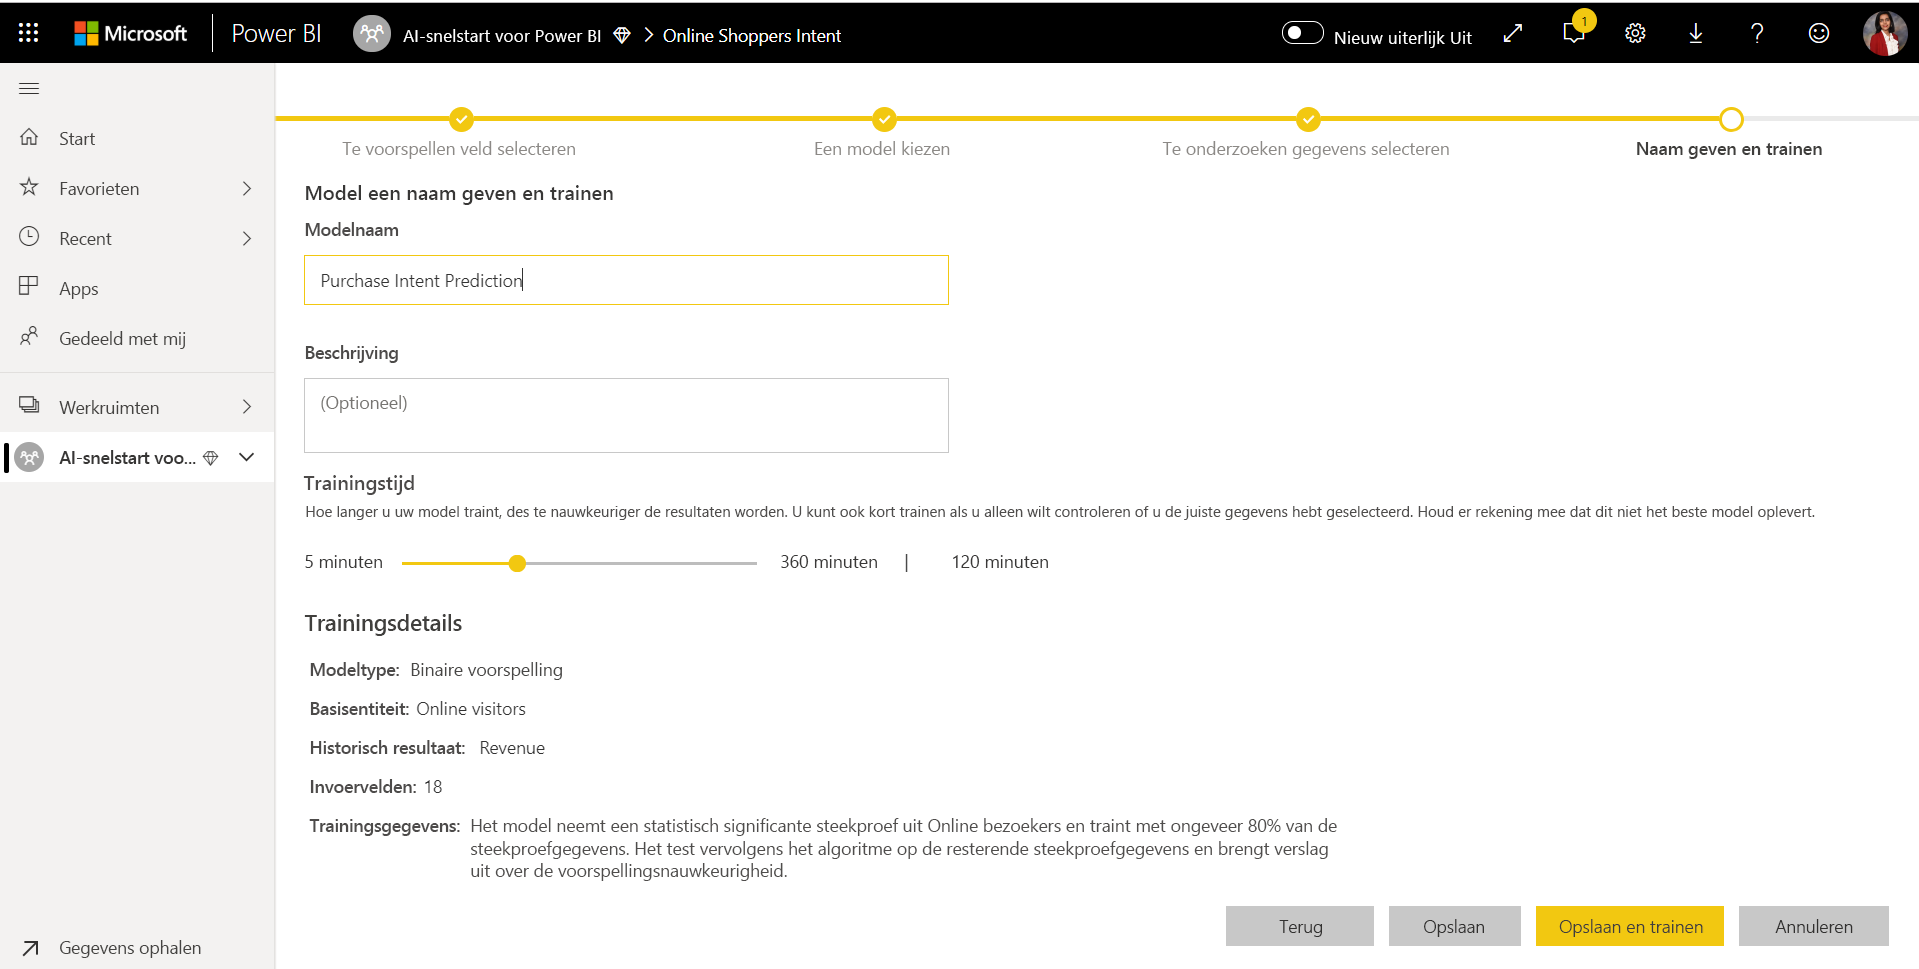 Microsoft Power BI AI-snelstart voor Power BI Online Shoppers Intent Nieuw uiterlijk Uit 1
Start
Favorieten
Recent
Apps
Gedeeld met mij
Werkruimten
AI-snelstart voo...
Gegevens ophalen
Te voorspellen veld selecteren
Een model kiezen
Te onderzoeken gegevens selecteren
Naam geven en trainen
Model een naam geven en trainen
Modelnaam
Purchase Intent Prediction
Beschrijving
(Optioneel)
Trainingstijd
Hoe langer u uw model traint, des te nauwkeuriger de resultaten worden. U kunt ook kort trainen als u alleen wilt controleren of u de juiste gegevens hebt geselecteerd. Houd er rekening mee dat dit niet het beste model oplevert.
5 minuten 360 minuten | 120 minuten
Trainingsdetails
Modeltype: Binaire voorspelling
Basisentiteit: Online visitors
Historisch resultaat: Revenue
Invoervelden: 18
Trainingsgegevens: Het model neemt een statistisch significante steekproef uit Online bezoekers en traint met ongeveer 80% van de
steekproefgegevens. Het test vervolgens het algoritme op de resterende steekproefgegevens en brengt verslag
uit over de voorspellingsnauwkeurigheid.
Terug
Opslaan
Opslaan en trainen
Annuleren